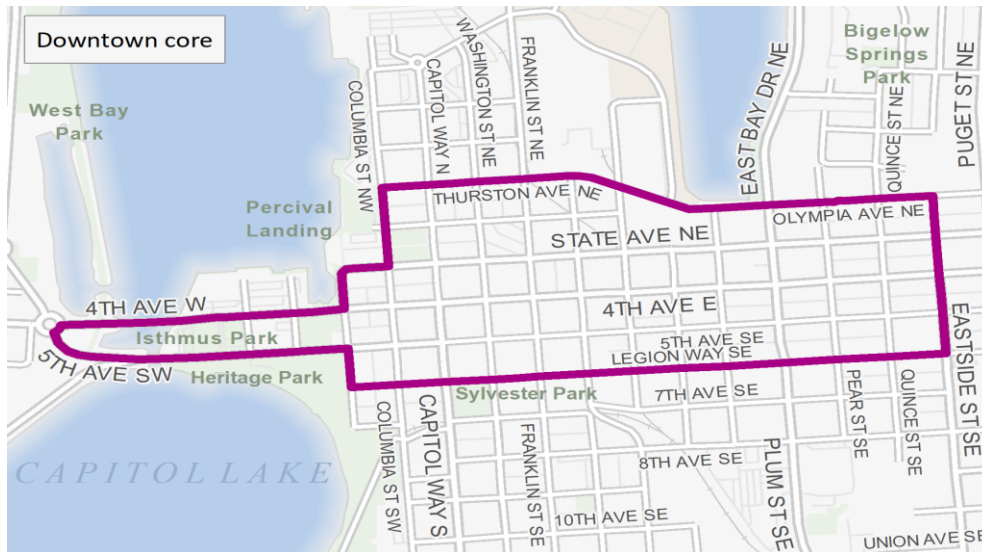 Downtown core
West Bay
Park
Percival
Landing
COLUMBIA ST NW
CAPITOL WAY N
WASHINGTON ST NE
FRANKLIN ST NE
EAST BAY DR NE
Bigelow
Springs
Park
QUINCE ST NE
PUGET ST NE
THURSTON AVE NE
OLYMPIA AVE NE
STATE AVE NE
4TH AVE W
4TH AVE E
Isthmus Park
5TH AVE SW
5TH AVE SE
LEGION WAY SE
Heritage Park
Sylvester Park
7TH AVE SE
EASTSIDE ST SE
CAPITOL LAKE
COLUMBIA ST SW
CAPITOL WAY S
FRANKLIN ST SE
8TH AVE SE
PLUM ST SE
PEAR ST SE
QUINCE ST SE
10TH AVE SE
UNION AVE SE